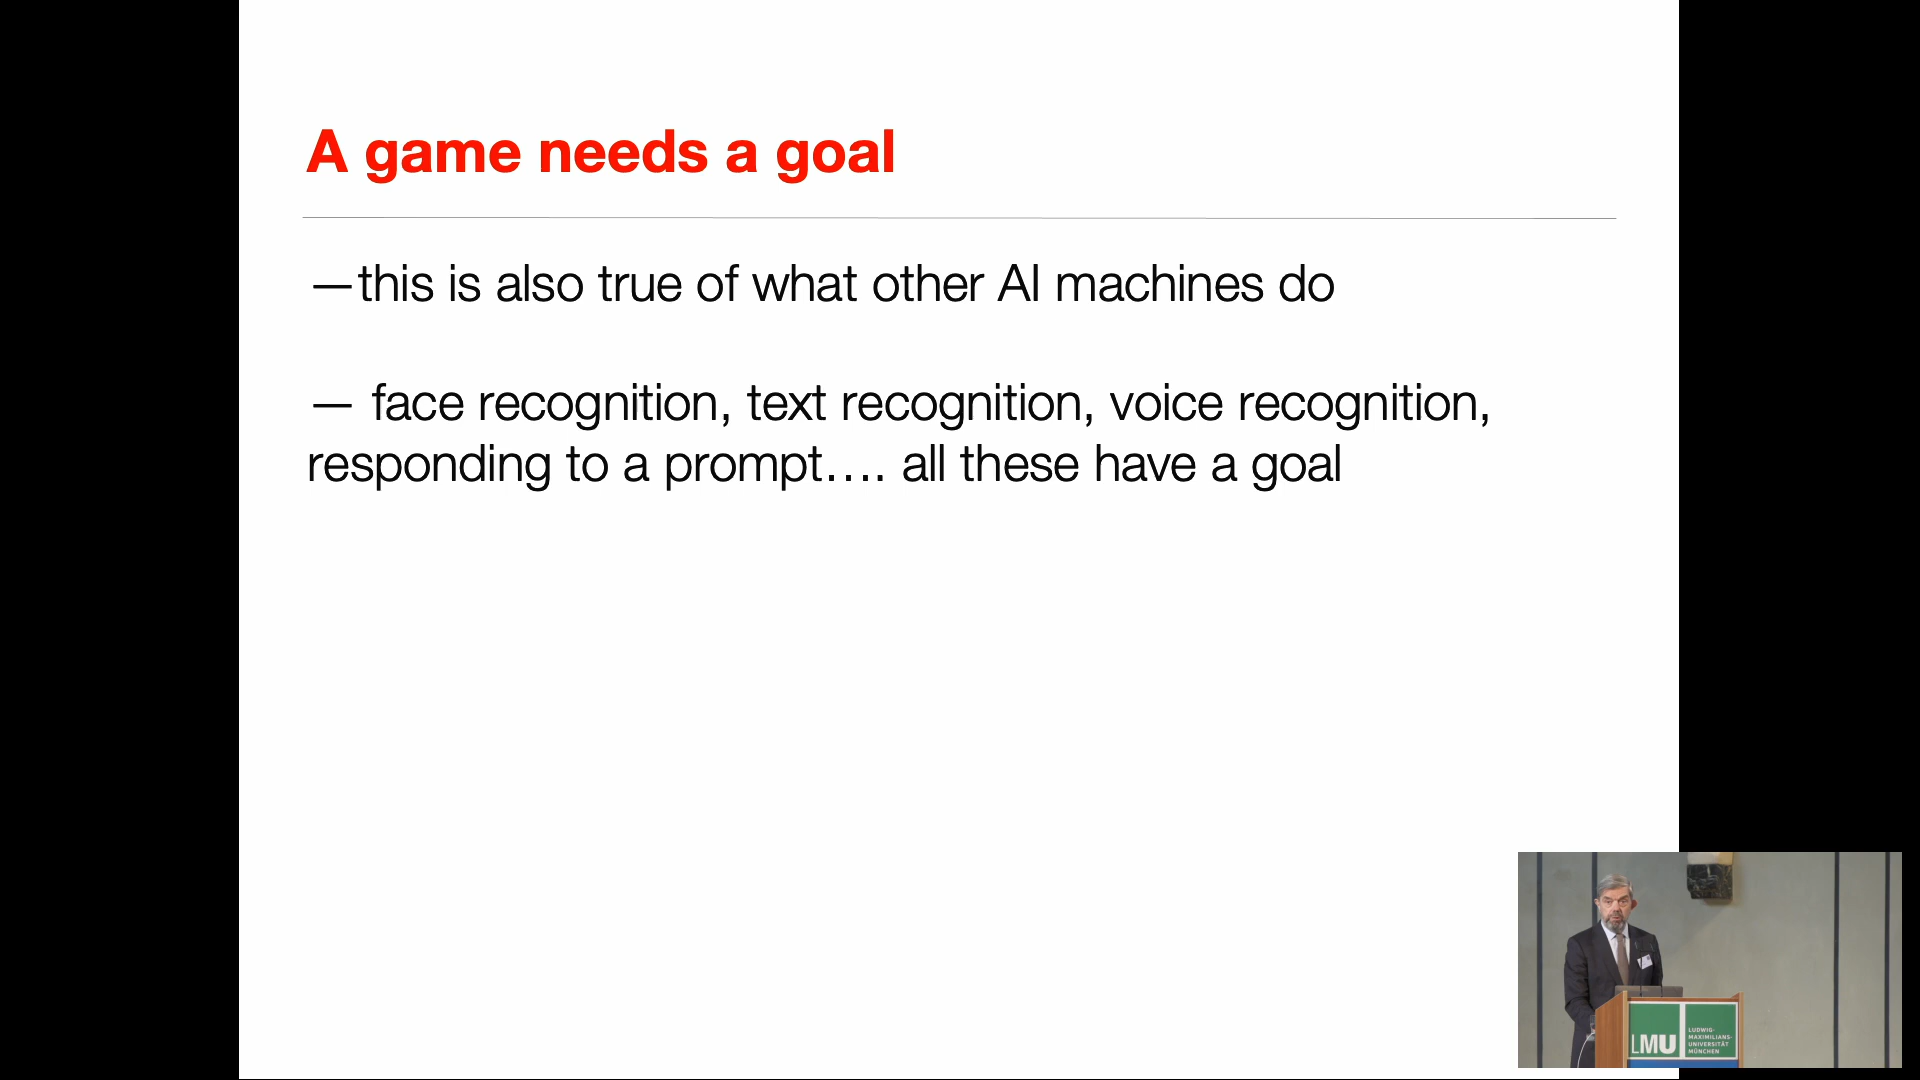 A game needs a goal
—this is also true of what other AI machines do
— face recognition, text recognition, voice recognition,
responding to a prompt…. all these have a goal
LMU
LUDWIG-
MAXIMILIANS-
UNIVERSITÄT
MÜNCHEN